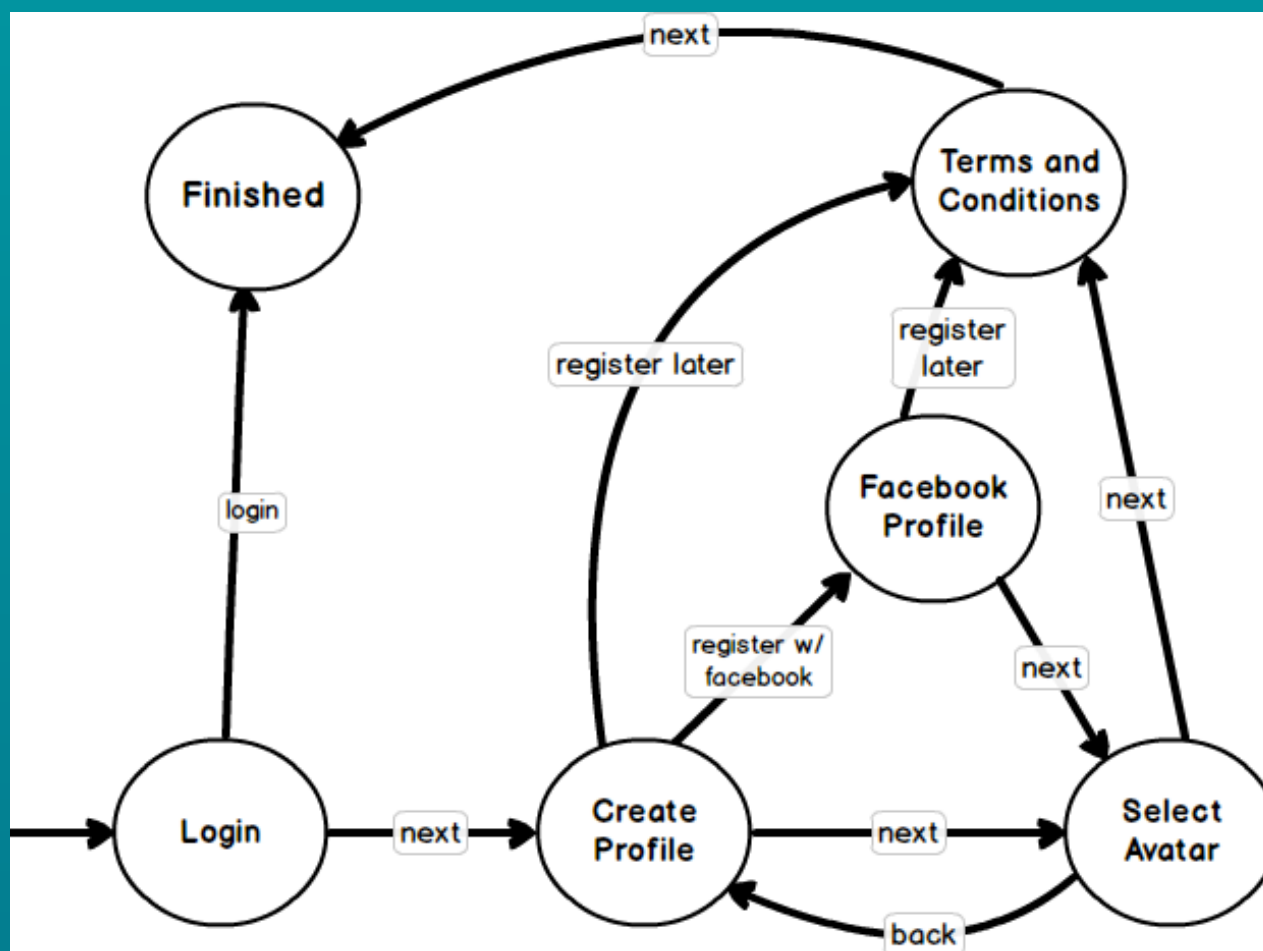 next
Finished
Terms and
Conditions
register later
register
later
login
Facebook
Profile
next
register w/
facebook
next
Login
next
Create
Profile
next
Select
Avatar
back